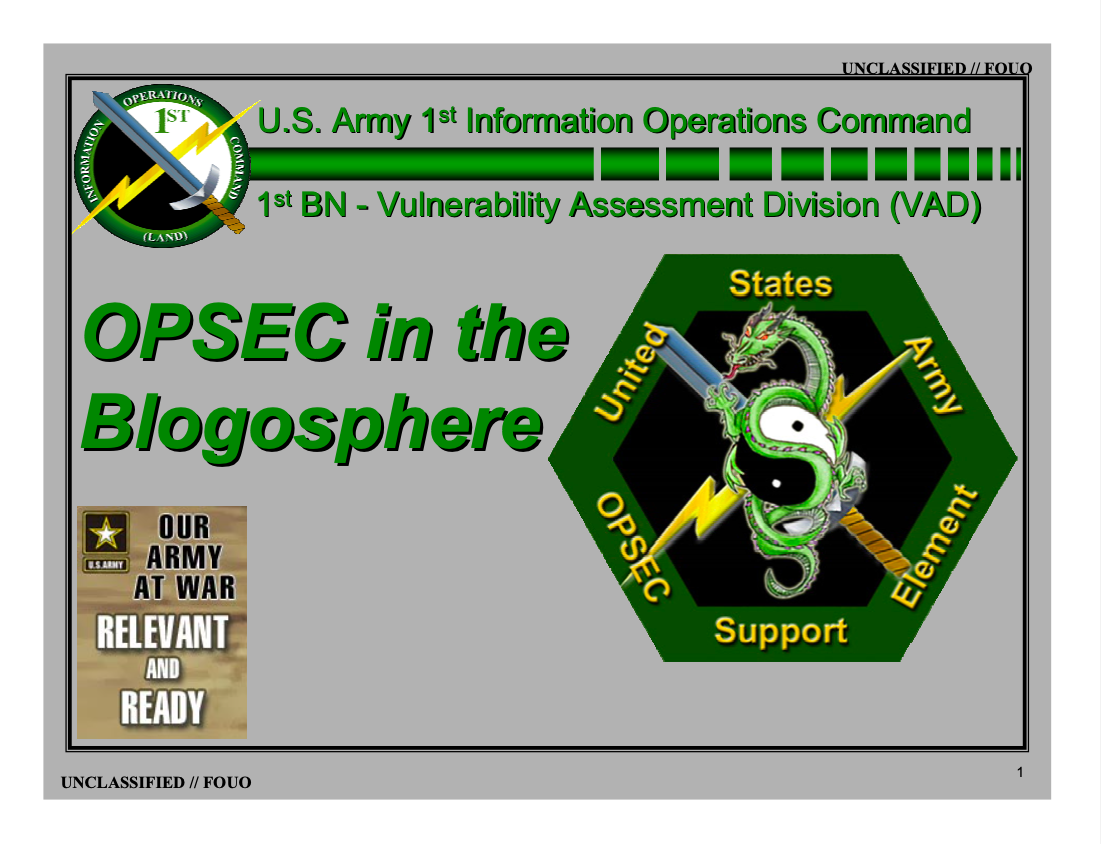 UNCLASSIFIED // FOUO
INFORMATION OPERATIONS COMMAND
1ST
(LAND)
U.S. Army 1st Information Operations Command
1st BN - Vulnerability Assessment Division (VAD)
OPSEC in the
Blogosphere
United States Army
OPSEC Support Element
U.S. ARMY
OUR
ARMY
AT WAR
RELEVANT
AND
READY
UNCLASSIFIED // FOUO
1